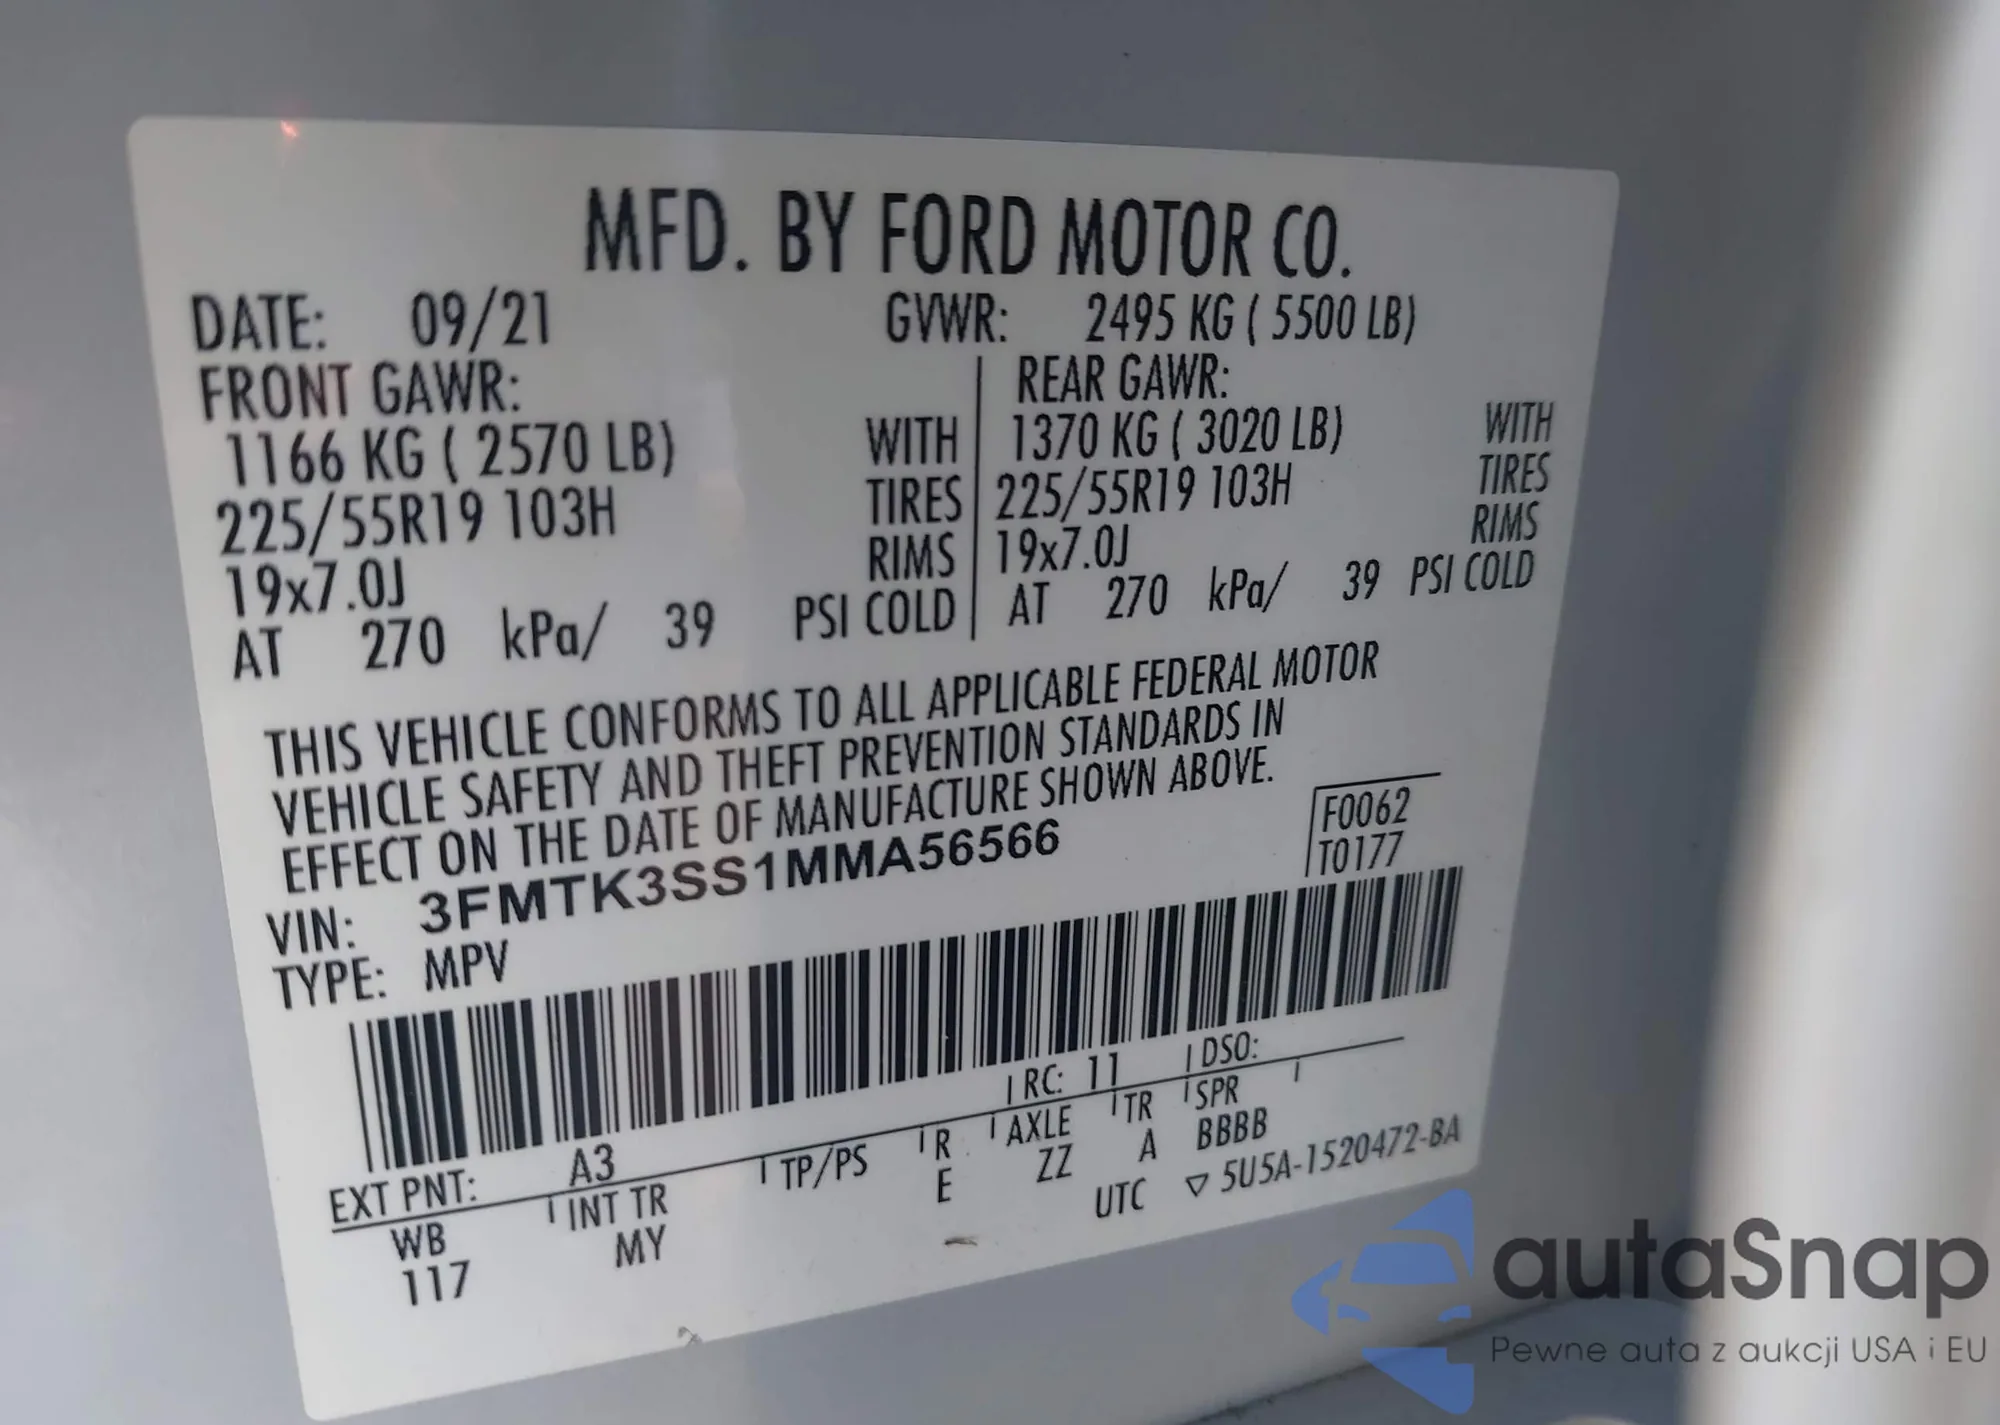 MFD. BY FORD MOTOR CO.
DATE: 09/21 GVWR: 2495 KG ( 5500 LB)
FRONT GAWR: REAR GAWR:
1166 KG ( 2570 LB) WITH 1370 KG ( 3020 LB) WITH
225/55R19 103H TIRES 225/55R19 103H TIRES
19x7.0J RIMS 19x7.0J RIMS
AT 270 kPa/ 39 PSI COLD AT 270 kPa/ 39 PSI COLD
THIS VEHICLE CONFORMS TO ALL APPLICABLE FEDERAL MOTOR
VEHICLE SAFETY AND THEFT PREVENTION STANDARDS IN
EFFECT ON THE DATE OF MANUFACTURE SHOWN ABOVE.
F0062
T0177
VIN: 3FMTK3SS1MMA56566
TYPE: MPV
EXT PNT: A3 RC: 11 DSO:
WB INT TR TP/PS R AXLE TR SPR
117 MY E ZZ A BBBB
UTC ▽ 5U5A-1520472-BA
autaSnap
Pewne auta z aukcji USA i EU